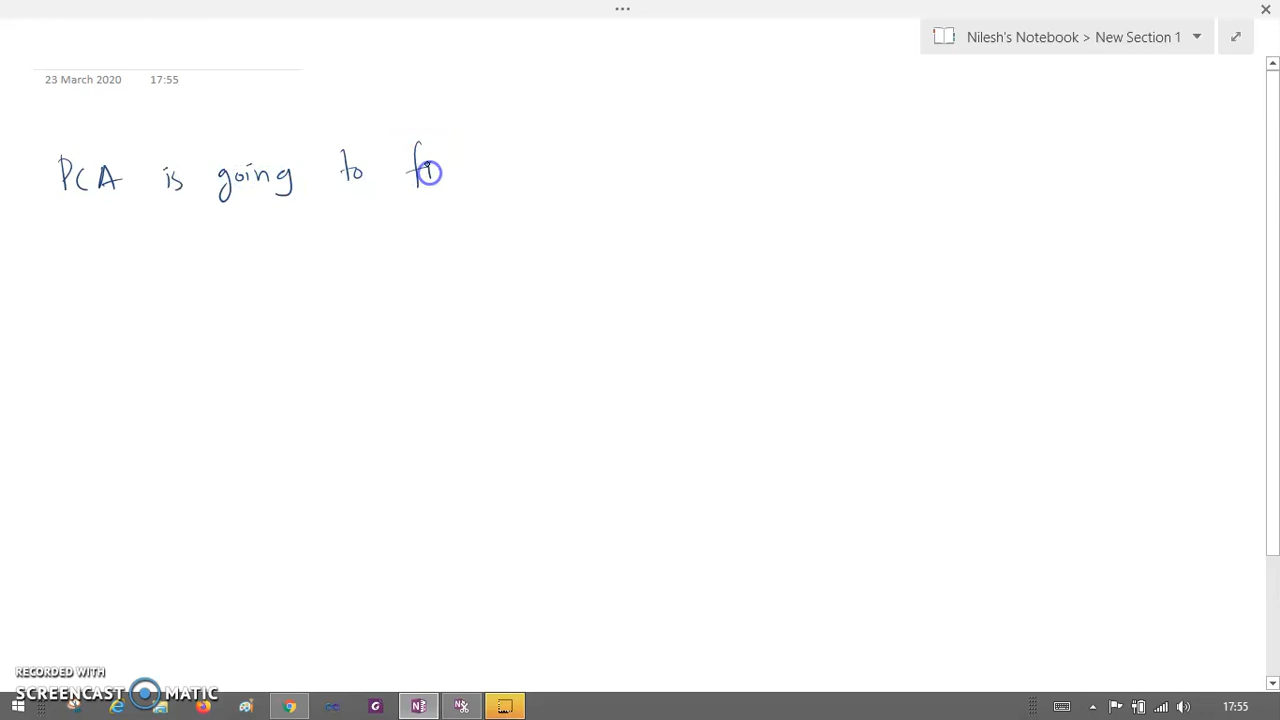 Nilesh's Notebook > New Section 1
23 March 2020 17:55
PCA is going to fi
RECORDED WITH
SCREENCAST MATIC
17:55